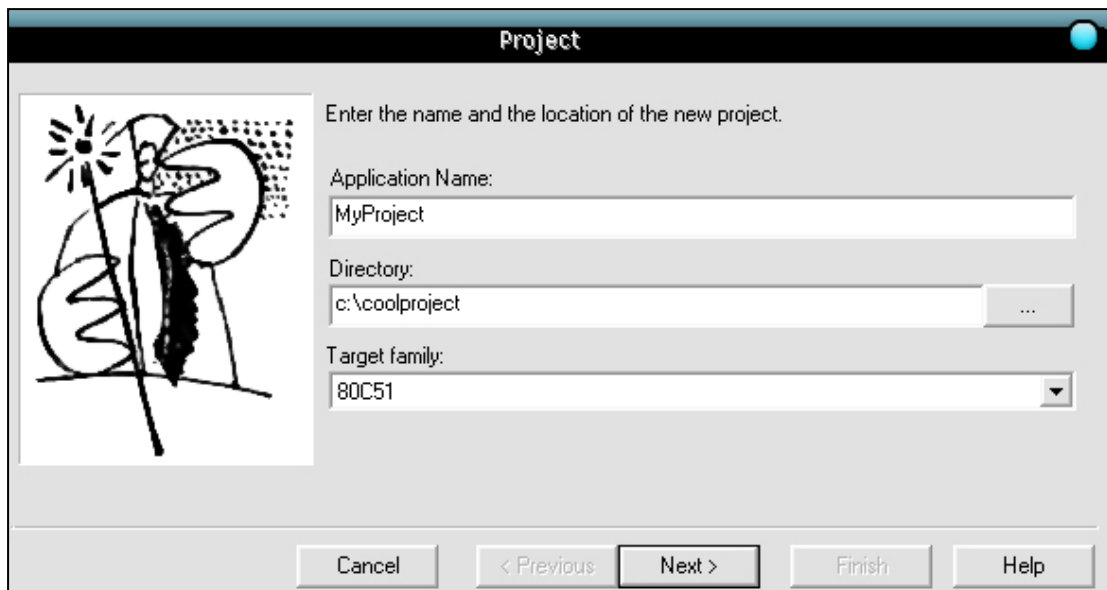 Project
Enter the name and the location of the new project.
Application Name:
MyProject
Directory:
c:\coolproject
...
Target family:
80C51
Cancel
< Previous
Next >
Finish
Help